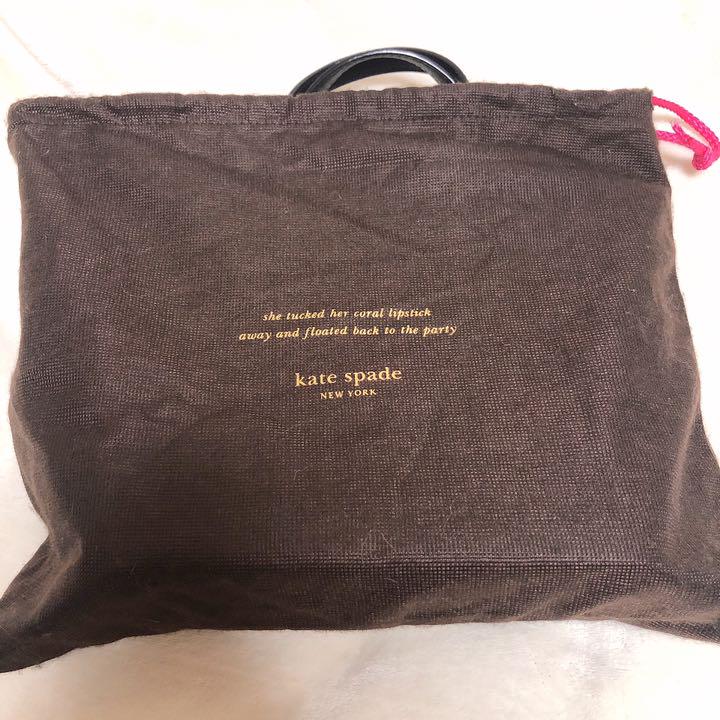 she tucked her coral lipstick
away and floated back to the party
kate spade
NEW YORK